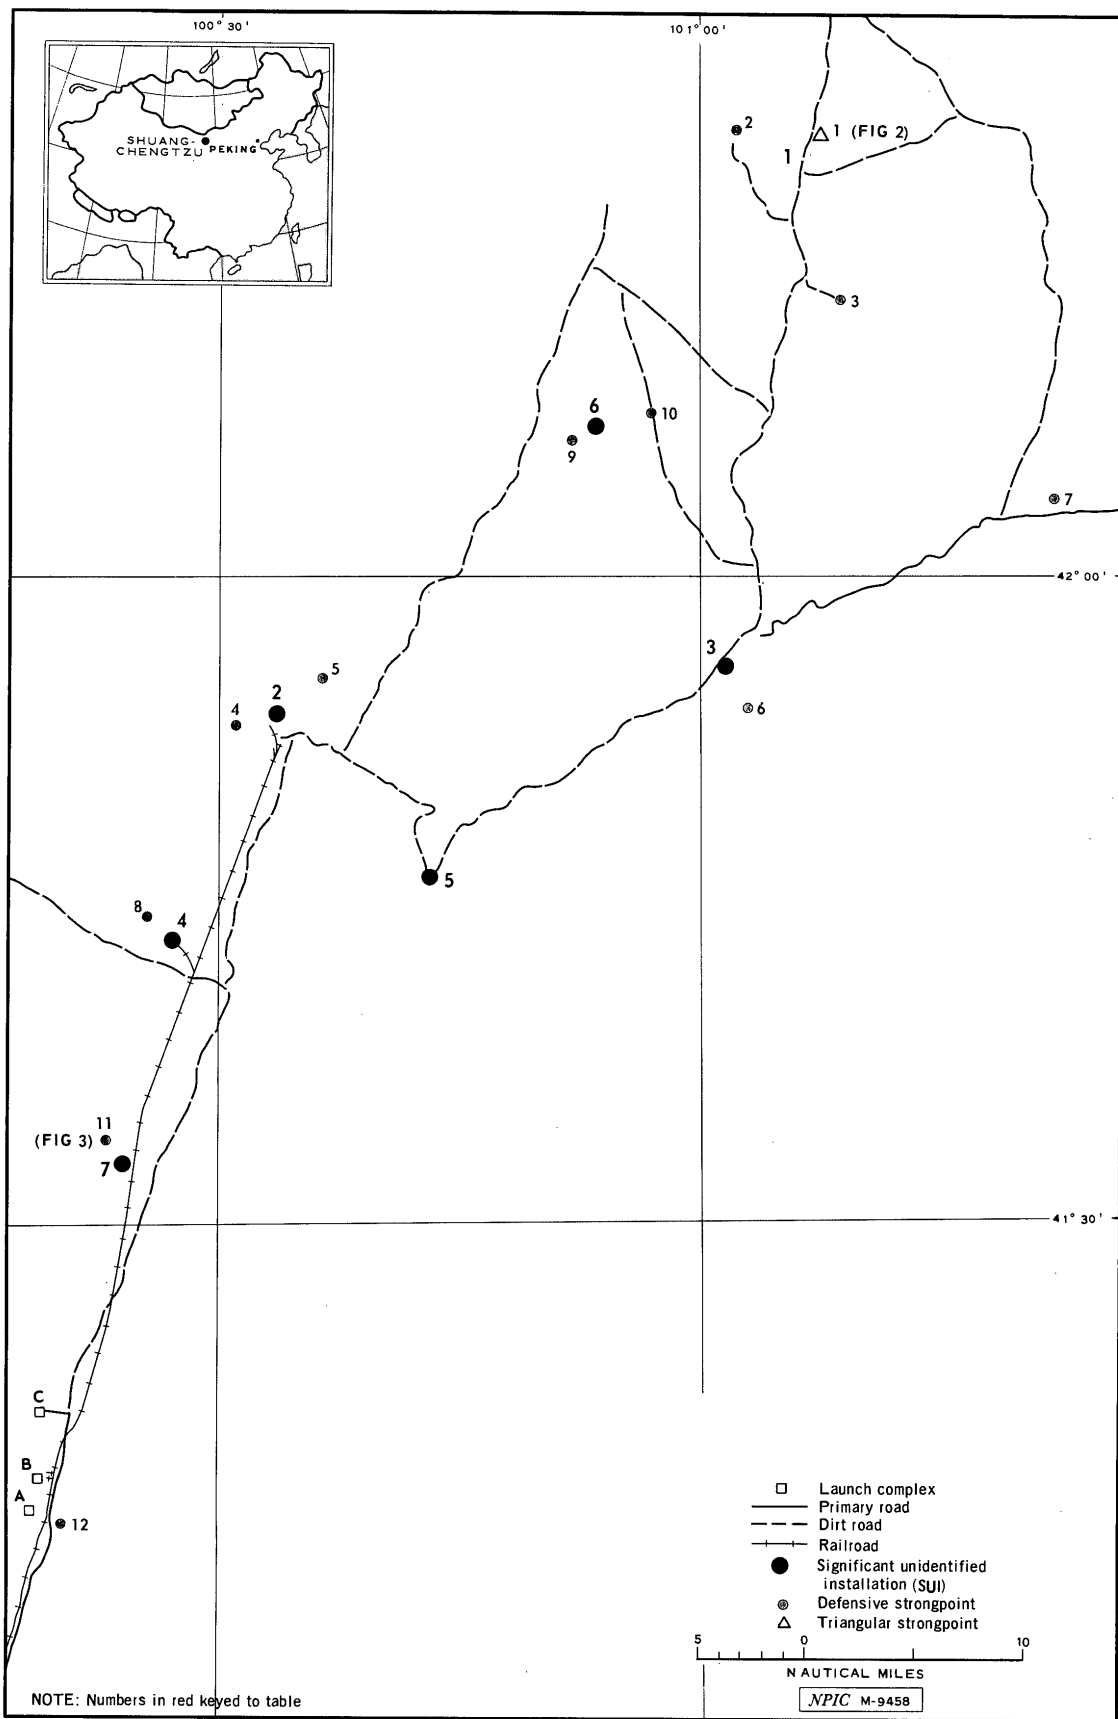 100° 30'
101° 00'
SHUANG-
CHENGTZU
PEKING
2
1 (FIG 2)
1
3
6
10
9
7
42° 00'
3
5
2
4
6
5
8
4
11
(FIG 3)
7
41° 30'
C
B
A
12
Launch complex
Primary road
Dirt road
Railroad
Significant unidentified
installation (SUI)
Defensive strongpoint
Triangular strongpoint
5 0 10
NAUTICAL MILES
NPIC M-9458
NOTE: Numbers in red keyed to table